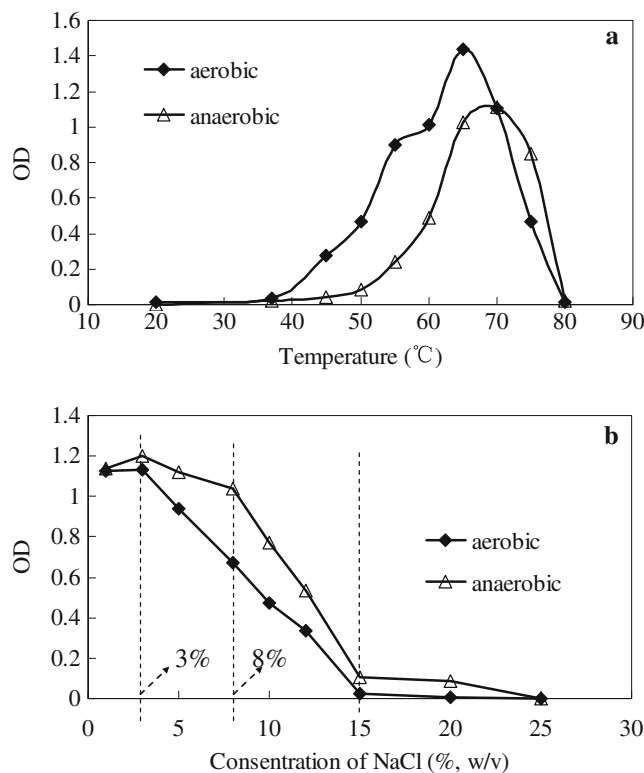 a
1.6
1.4
1.2
1
0.8
0.6
0.4
0.2
0
OD
aerobic
anaerobic
10 20 30 40 50 60 70 80 90
Temperature (℃)
b
1.4
1.2
1
0.8
0.6
0.4
0.2
0
OD
aerobic
anaerobic
3% 8%
0 5 10 15 20 25 30
Consentration of NaCl (%, w/v)